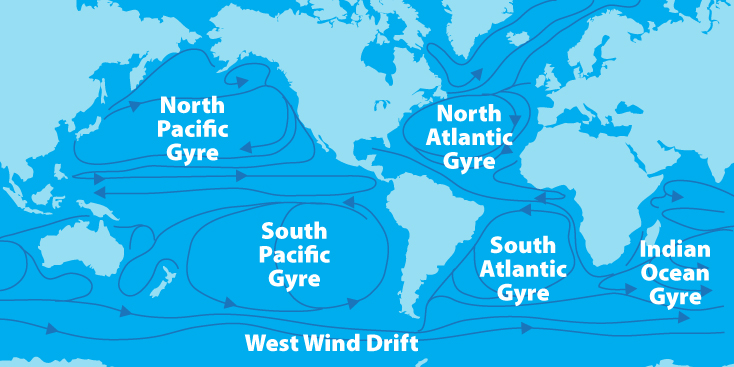 North
Pacific
Gyre
North
Atlantic
Gyre
South
Pacific
Gyre
South
Atlantic
Gyre
Indian
Ocean
Gyre
West Wind Drift